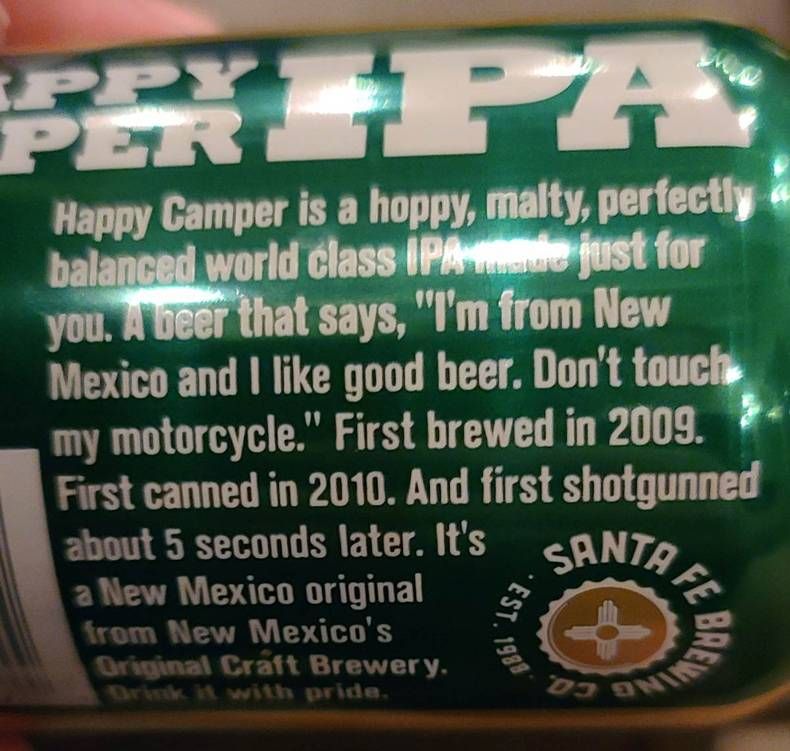 APPY
PER IPA
Happy Camper is a hoppy, malty, perfectly
balanced world class IPA made just for
you. A beer that says, "I'm from New
Mexico and I like good beer. Don't touch
my motorcycle." First brewed in 2009.
First canned in 2010. And first shotgunned
about 5 seconds later. It's
a New Mexico original
from New Mexico's
Original Craft Brewery.
Drink it with pride.
SANTA FE BREWING CO.
EST. 1988